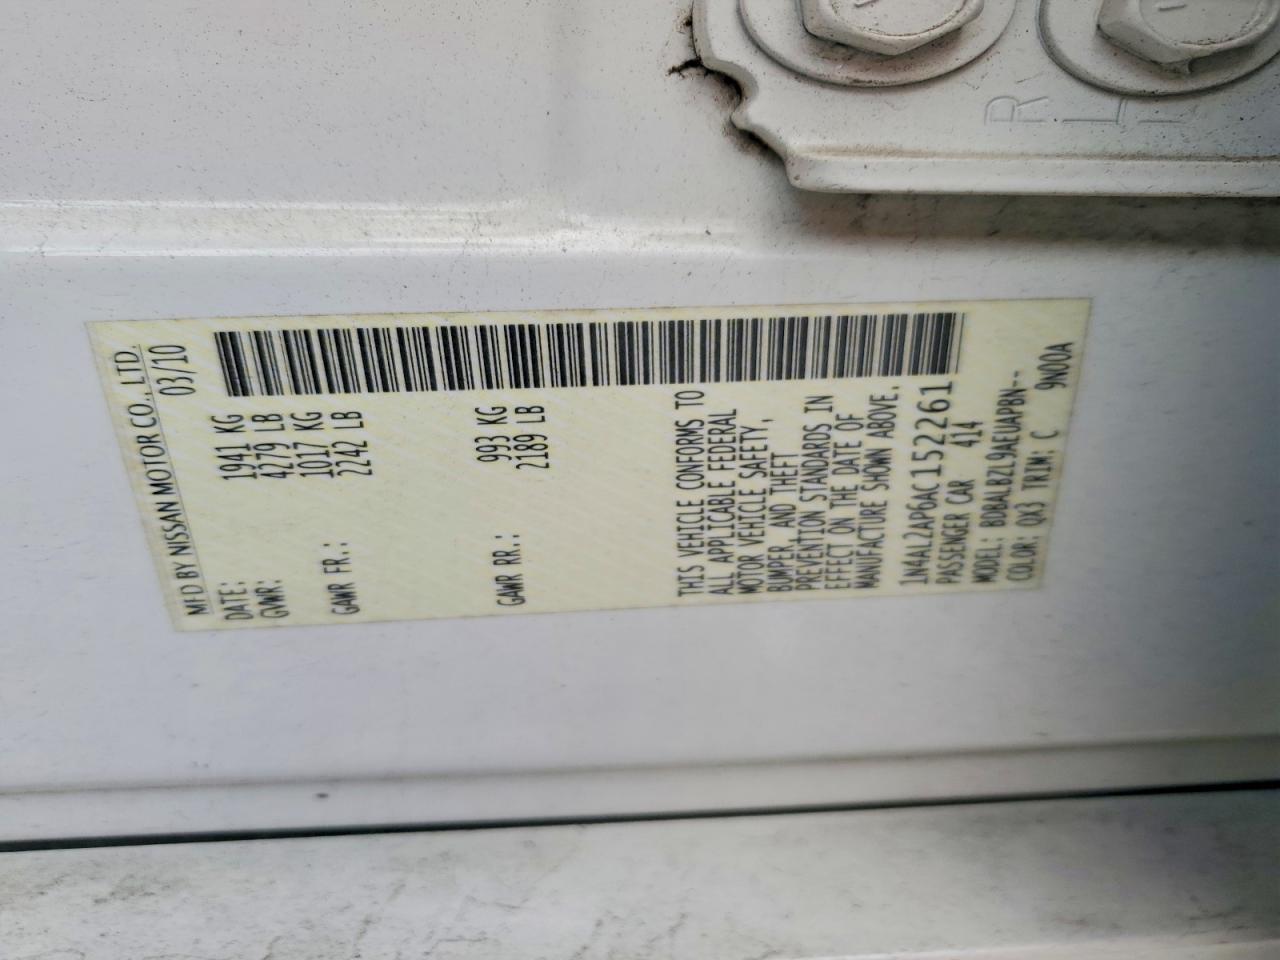 MFD BY NISSAN MOTOR CO., LTD.
DATE: 03/10
GVWR: 1941 KG
4279 LB
GAWR FR.: 1017 KG
2242 LB
GAWR RR.: 993 KG
2189 LB
THIS VEHICLE CONFORMS TO
ALL APPLICABLE FEDERAL
MOTOR VEHICLE SAFETY,
BUMPER, AND THEFT
PREVENTION STANDARDS IN
EFFECT ON THE DATE OF
MANUFACTURE SHOWN ABOVE.
1N4AL2AP6AC152261
PASSENGER CAR 414
MODEL: BDBALBZL9AEUAPBN--
COLOR: QX3 TRIM: C 9N00A
R
L